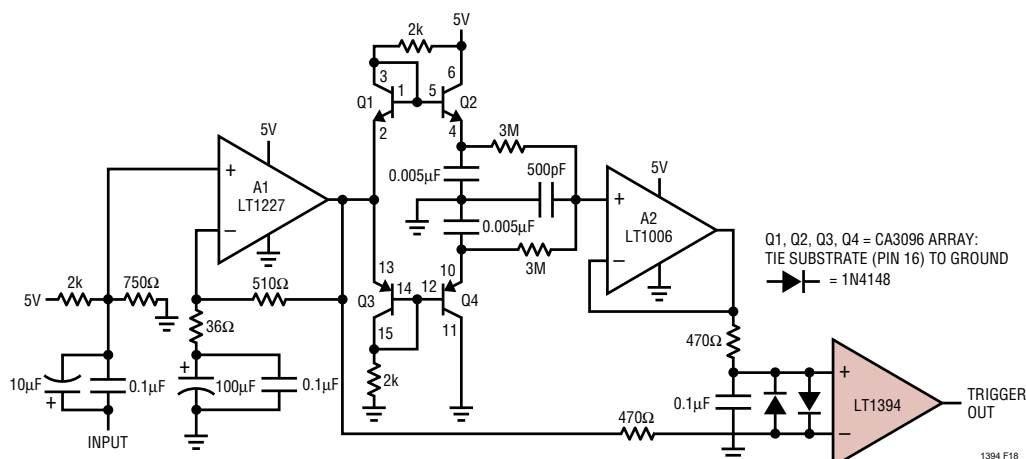 2k
5V
3
6
1
5
Q1
Q2
2
4
3M
5V
0.005µF
500pF
5V
+
A1
LT1227
–
+
A2
LT1006
–
0.005µF
3M
Q1, Q2, Q3, Q4 = CA3096 ARRAY:
TIE SUBSTRATE (PIN 16) TO GROUND
= 1N4148
13
10
2k
750Ω
510Ω
14
12
5V
Q3
Q4
36Ω
15
11
470Ω
+
10µF
+
0.1µF
100µF
0.1µF
2k
0.1µF
+
LT1394
–
TRIGGER
OUT
470Ω
INPUT
1394 F18